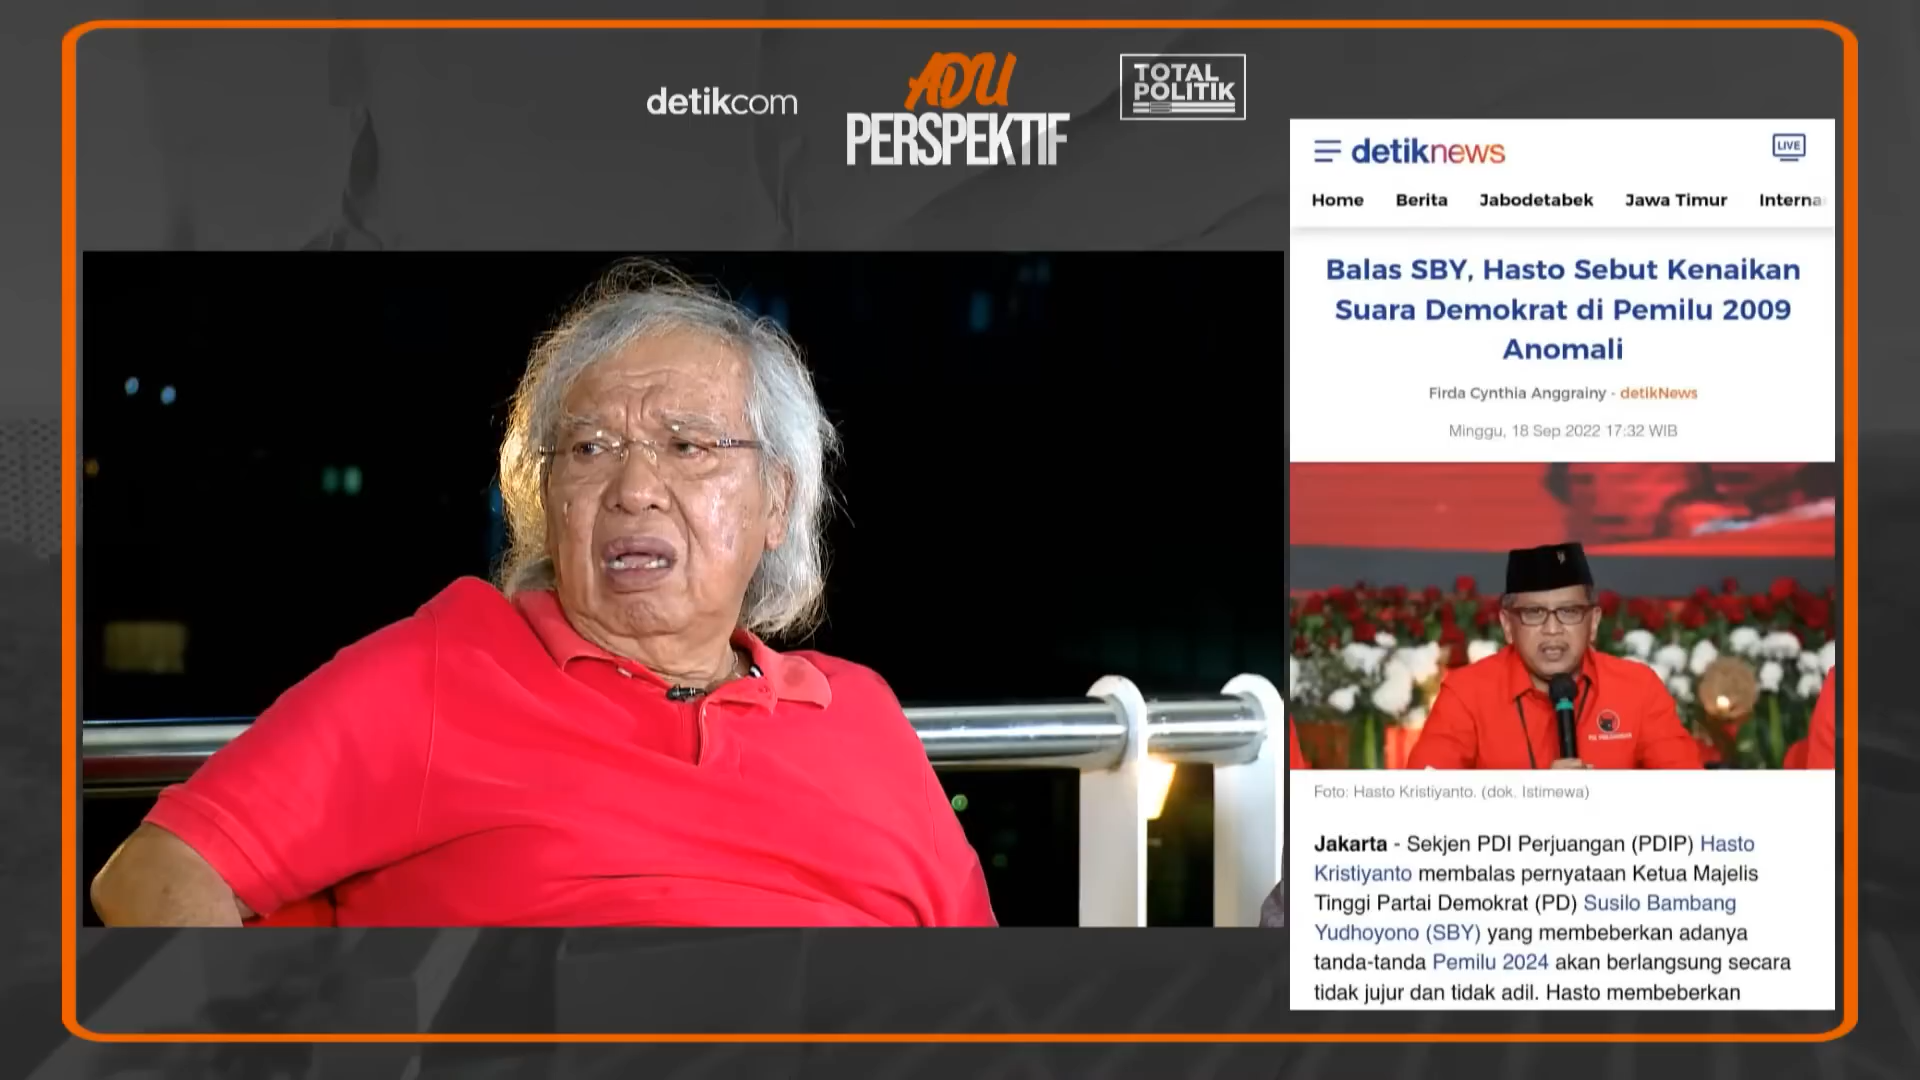 detikcom
ADU
PERSPEKTIF
TOTAL
POLITIK
detiknews
LIVE
Home Berita Jabodetabek Jawa Timur Interna
Balas SBY, Hasto Sebut Kenaikan
Suara Demokrat di Pemilu 2009
Anomali
Firda Cynthia Anggrainy - detikNews
Minggu, 18 Sep 2022 17:32 WIB
Foto: Hasto Kristiyanto. (dok. Istimewa)
Jakarta - Sekjen PDI Perjuangan (PDIP) Hasto
Kristiyanto membalas pernyataan Ketua Majelis
Tinggi Partai Demokrat (PD) Susilo Bambang
Yudhoyono (SBY) yang membeberkan adanya
tanda-tanda Pemilu 2024 akan berlangsung secara
tidak jujur dan tidak adil. Hasto membeberkan